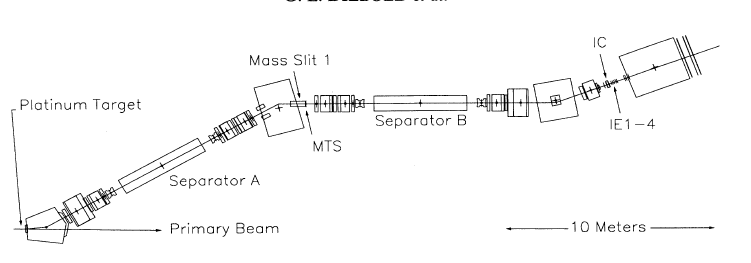 Mass Slit 1
IC
Platinum Target
Separator B
MTS
IE1-4
Separator A
Primary Beam
10 Meters